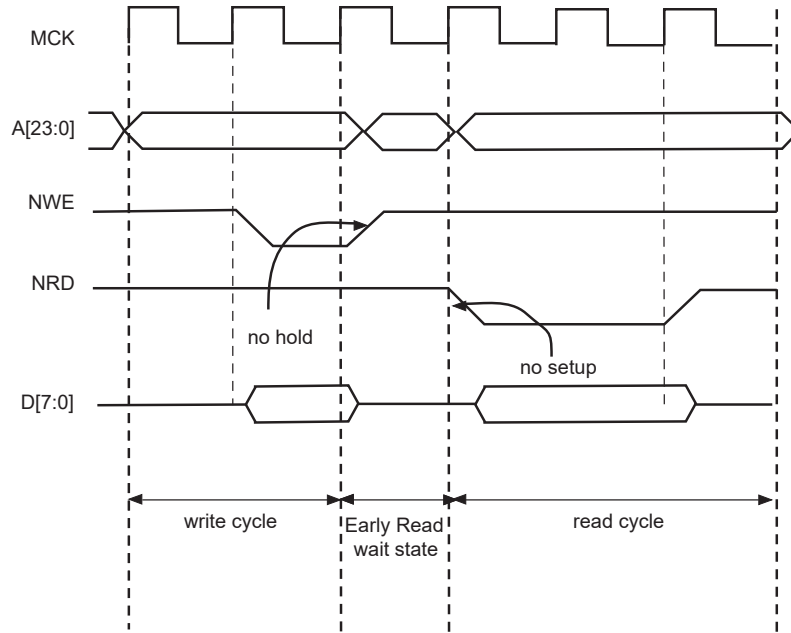 MCK
A[23:0]
NWE
NRD
no hold
no setup
D[7:0]
write cycle
Early Read
wait state
read cycle